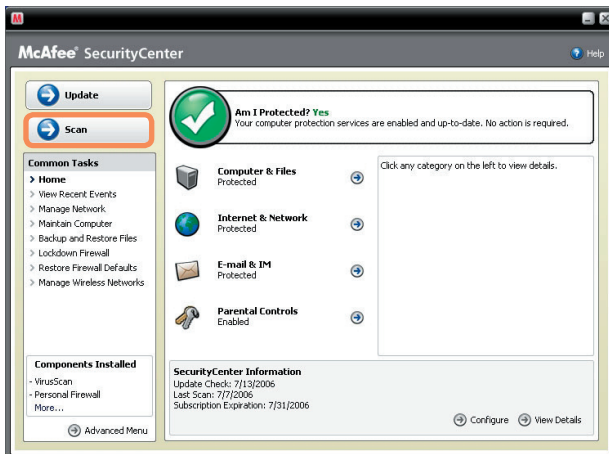 M
McAfee® SecurityCenter
Help
Update
Scan
Common Tasks
Home
View Recent Events
Manage Network
Maintain Computer
Backup and Restore Files
Lockdown Firewall
Restore Firewall Defaults
Manage Wireless Networks
Components Installed
- VirusScan
- Personal Firewall
More...
Advanced Menu
Am I Protected? Yes
Your computer protection services are enabled and up-to-date. No action is required.
Computer & Files
Protected
Internet & Network
Protected
E-mail & IM
Protected
Parental Controls
Enabled
Click any category on the left to view details.
SecurityCenter Information
Update Check: 7/13/2006
Last Scan: 7/7/2006
Subscription Expiration: 7/31/2006
Configure
View Details